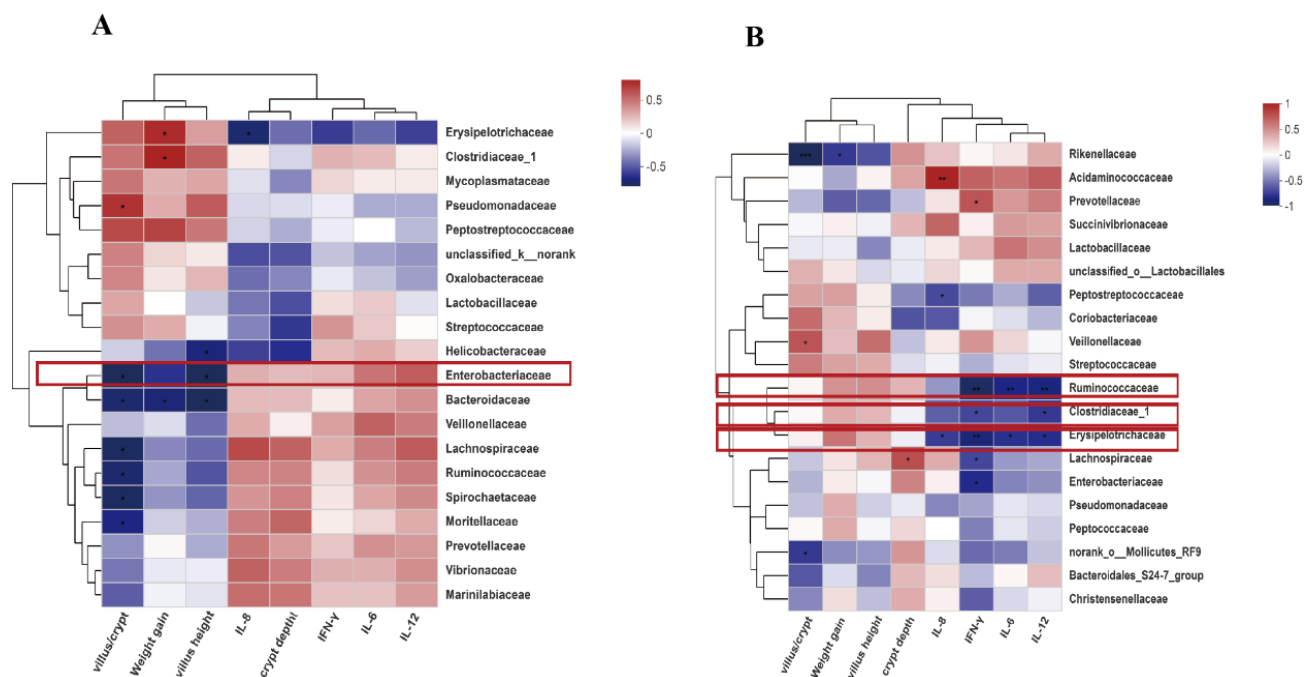 A
0.5
0
-0.5
Erysipelotrichaceae
Clostridiaceae_1
Mycoplasmataceae
Pseudomonadaceae
Peptostreptococcaceae
unclassified_k__norank
Oxalobacteraceae
Lactobacillaceae
Streptococcaceae
Helicobacteraceae
Enterobacteriaceae
Bacteroidaceae
Veillonellaceae
Lachnospiraceae
Ruminococcaceae
Spirochaetaceae
Moritellaceae
Prevotellaceae
Vibrionaceae
Marinilabiaceae
villus/crypt
Weight gain
villus height
IL-8
crypt depthl
IFN-γ
IL-6
IL-12
B
1
0.5
0
-0.5
-1
Rikenellaceae
Acidaminococcaceae
Prevotellaceae
Succinivibrionaceae
Lactobacillaceae
unclassified_o__Lactobacillales
Peptostreptococcaceae
Coriobacteriaceae
Veillonellaceae
Streptococcaceae
Ruminococcaceae
Clostridiaceae_1
Erysipelotrichaceae
Lachnospiraceae
Enterobacteriaceae
Pseudomonadaceae
Peptococcaceae
norank_o__Mollicutes_RF9
Bacteroidales_S24-7_group
Christensenellaceae
villus/crypt
Weight gain
villus height
crypt depth
IL-8
IFN-γ
IL-6
IL-12